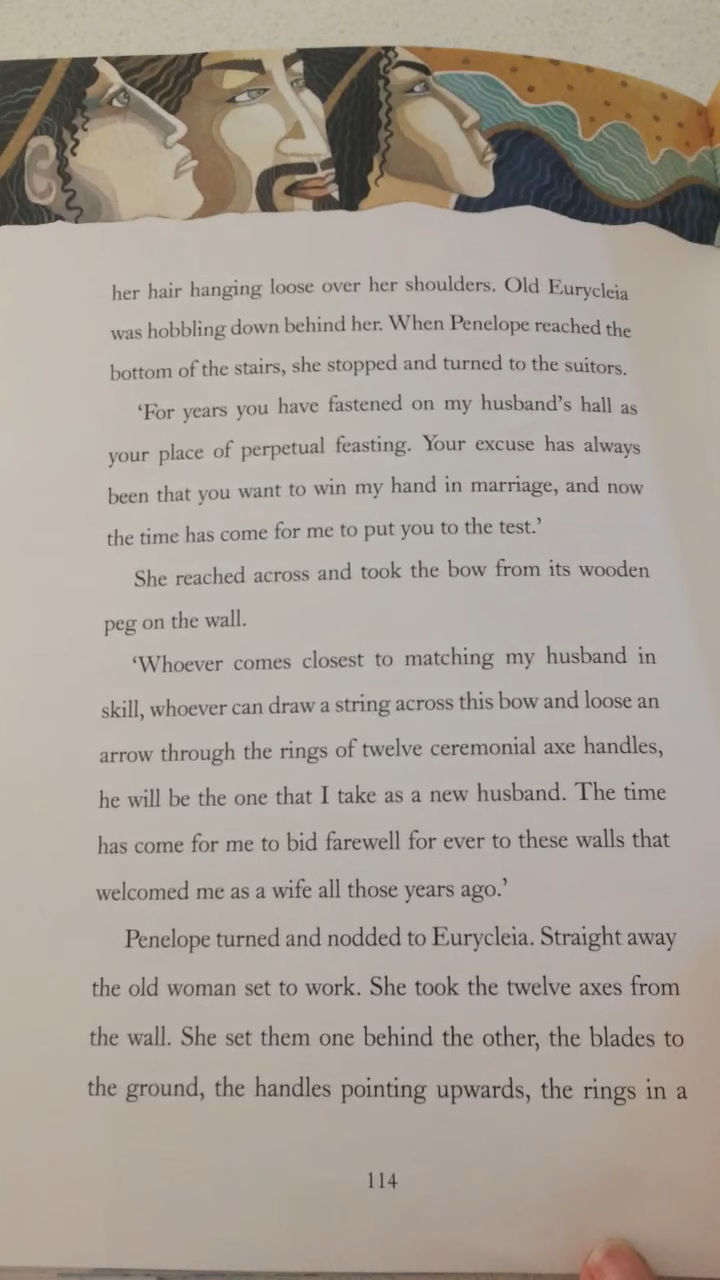 her hair hanging loose over her shoulders. Old Eurycleia
was hobbling down behind her. When Penelope reached the
bottom of the stairs, she stopped and turned to the suitors.
‘For years you have fastened on my husband’s hall as
your place of perpetual feasting. Your excuse has always
been that you want to win my hand in marriage, and now
the time has come for me to put you to the test.’
She reached across and took the bow from its wooden
peg on the wall.
‘Whoever comes closest to matching my husband in
skill, whoever can draw a string across this bow and loose an
arrow through the rings of twelve ceremonial axe handles,
he will be the one that I take as a new husband. The time
has come for me to bid farewell for ever to these walls that
welcomed me as a wife all those years ago.’
Penelope turned and nodded to Eurycleia. Straight away
the old woman set to work. She took the twelve axes from
the wall. She set them one behind the other, the blades to
the ground, the handles pointing upwards, the rings in a
114